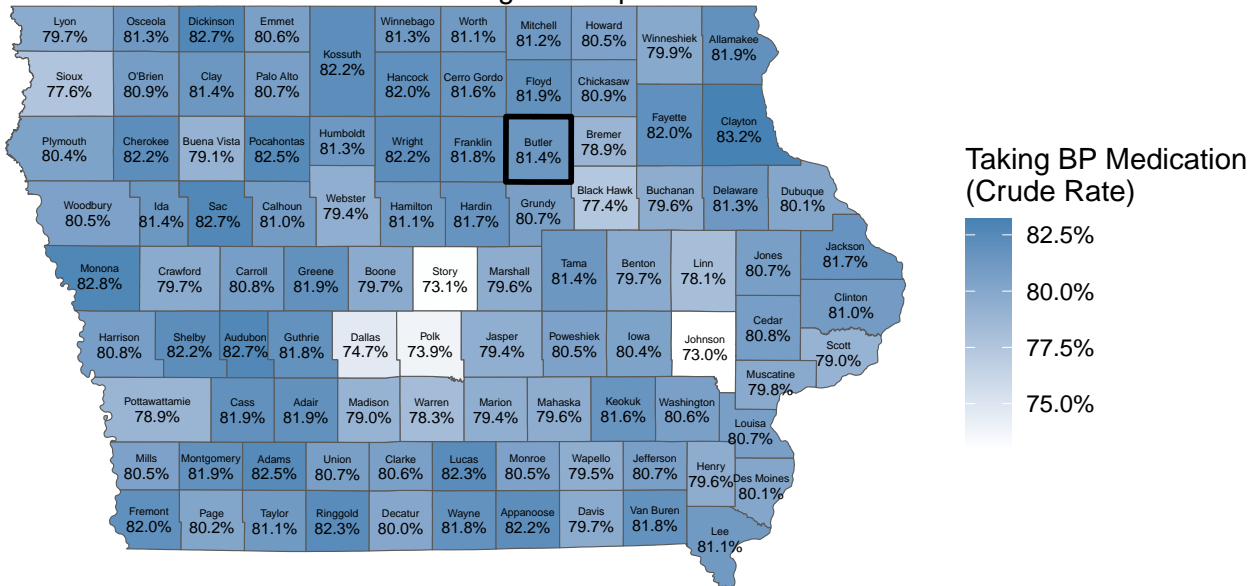 Lyon
79.7%
Osceola
81.3%
Dickinson
82.7%
Emmet
80.6%
Kossuth
82.2%
Winnebago
81.3%
Worth
81.1%
Mitchell
81.2%
Howard
80.5%
Winneshiek
79.9%
Allamakee
81.9%
Sioux
77.6%
O'Brien
80.9%
Clay
81.4%
Palo Alto
80.7%
Hancock
82.0%
Cerro Gordo
81.6%
Floyd
81.9%
Chickasaw
80.9%
Fayette
82.0%
Clayton
83.2%
Plymouth
80.4%
Cherokee
82.2%
Buena Vista
79.1%
Pocahontas
82.5%
Humboldt
81.3%
Wright
82.2%
Franklin
81.8%
Butler
81.4%
Bremer
78.9%
Woodbury
80.5%
Ida
81.4%
Sac
82.7%
Calhoun
81.0%
Webster
79.4%
Hamilton
81.1%
Hardin
81.7%
Grundy
80.7%
Black Hawk
77.4%
Buchanan
79.6%
Delaware
81.3%
Dubuque
80.1%
Monona
82.8%
Crawford
79.7%
Carroll
80.8%
Greene
81.9%
Boone
79.7%
Story
73.1%
Marshall
79.6%
Tama
81.4%
Benton
79.7%
Linn
78.1%
Jones
80.7%
Jackson
81.7%
Clinton
81.0%
Harrison
80.8%
Shelby
82.2%
Audubon
82.7%
Guthrie
81.8%
Dallas
74.7%
Polk
73.9%
Jasper
79.4%
Poweshiek
80.5%
Iowa
80.4%
Johnson
73.0%
Cedar
80.8%
Scott
79.0%
Muscatine
79.8%
Pottawattamie
78.9%
Cass
81.9%
Adair
81.9%
Madison
79.0%
Warren
78.3%
Marion
79.4%
Mahaska
79.6%
Keokuk
81.6%
Washington
80.6%
Louisa
80.7%
Mills
80.5%
Montgomery
81.9%
Adams
82.5%
Union
80.7%
Clarke
80.6%
Lucas
82.3%
Monroe
80.5%
Wapello
79.5%
Jefferson
80.7%
Henry
79.6%
Des Moines
80.1%
Fremont
82.0%
Page
80.2%
Taylor
81.1%
Ringgold
82.3%
Decatur
80.0%
Wayne
81.8%
Appanoose
82.2%
Davis
79.7%
Van Buren
81.8%
Lee
81.1%
Taking BP Medication
(Crude Rate)
82.5%
80.0%
77.5%
75.0%